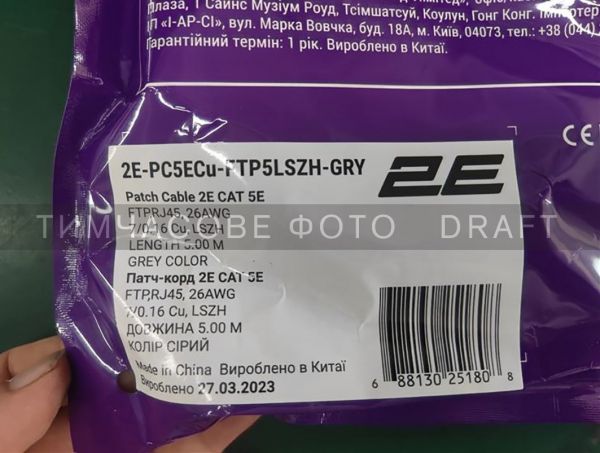 Плаза, 1 Сайнс Музіум Роуд, Тсімшатсуй, Коулун, Гонг Конг. Імпортер
ДП «І-АР-СІ», вул. Марка Вовчка, буд. 18А, м. Київ, 04073, тел.: +38 (044)
Гарантійний термін: 1 рік. Вироблено в Китаї.
CE
2E-PC5ECu-FTP5LSZH-GRY
2E
Patch Cable 2E CAT 5E
FTP,RJ45, 26AWG
7/0.16 Cu, LSZH
LENGTH 5.00 M
GREY COLOR
ТИМЧАСОВЕ ФОТО DRAFT
Патч-корд 2E CAT 5E
FTP,RJ45, 26AWG
7/0.16 Cu, LSZH
ДОВЖИНА 5.00 М
КОЛІР СІРИЙ
Made in China Вироблено в Китаї
Вироблено 27.03.2023
6 88130 25180 8